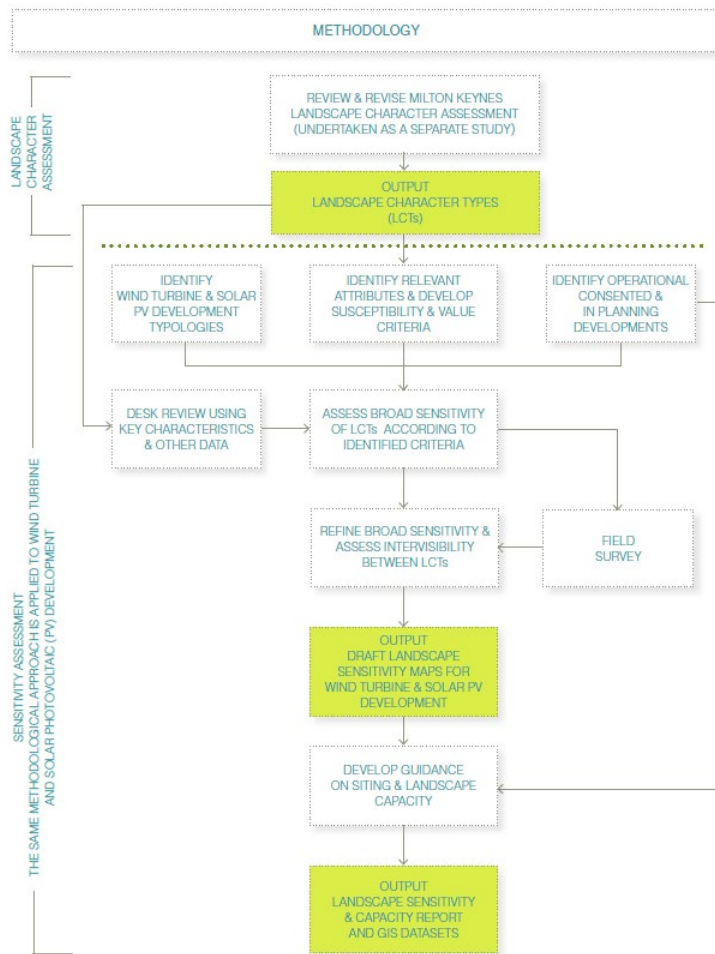 METHODOLOGY
LANDSCAPE
CHARACTER
ASSESSMENT
REVIEW & REVISE MILTON KEYNES
LANDSCAPE CHARACTER ASSESSMENT
(UNDERTAKEN AS A SEPARATE STUDY)
OUTPUT
LANDSCAPE CHARACTER TYPES
(LCTs)
SENSITIVITY ASSESSMENT
THE SAME METHODOLOGICAL APPROACH IS APPLIED TO WIND TURBINE
AND SOLAR PHOTOVOLTAIC (PV) DEVELOPMENT
IDENTIFY
WIND TURBINE & SOLAR
PV DEVELOPMENT
TYPOLOGIES
IDENTIFY RELEVANT
ATTRIBUTES & DEVELOP
SUSCEPTIBILITY & VALUE
CRITERIA
IDENTIFY OPERATIONAL
CONSENTED &
IN PLANNING
DEVELOPMENTS
DESK REVIEW USING
KEY CHARACTERISTICS
& OTHER DATA
ASSESS BROAD SENSITIVITY
OF LCTs ACCORDING TO
IDENTIFIED CRITERIA
REFINE BROAD SENSITIVITY &
ASSESS INTERVISIBILITY
BETWEEN LCTs
FIELD
SURVEY
OUTPUT
DRAFT LANDSCAPE
SENSITIVITY MAPS FOR
WIND TURBINE & SOLAR PV
DEVELOPMENT
DEVELOP GUIDANCE
ON SITING & LANDSCAPE
CAPACITY
OUTPUT
LANDSCAPE SENSITIVITY
& CAPACITY REPORT
AND GIS DATASETS